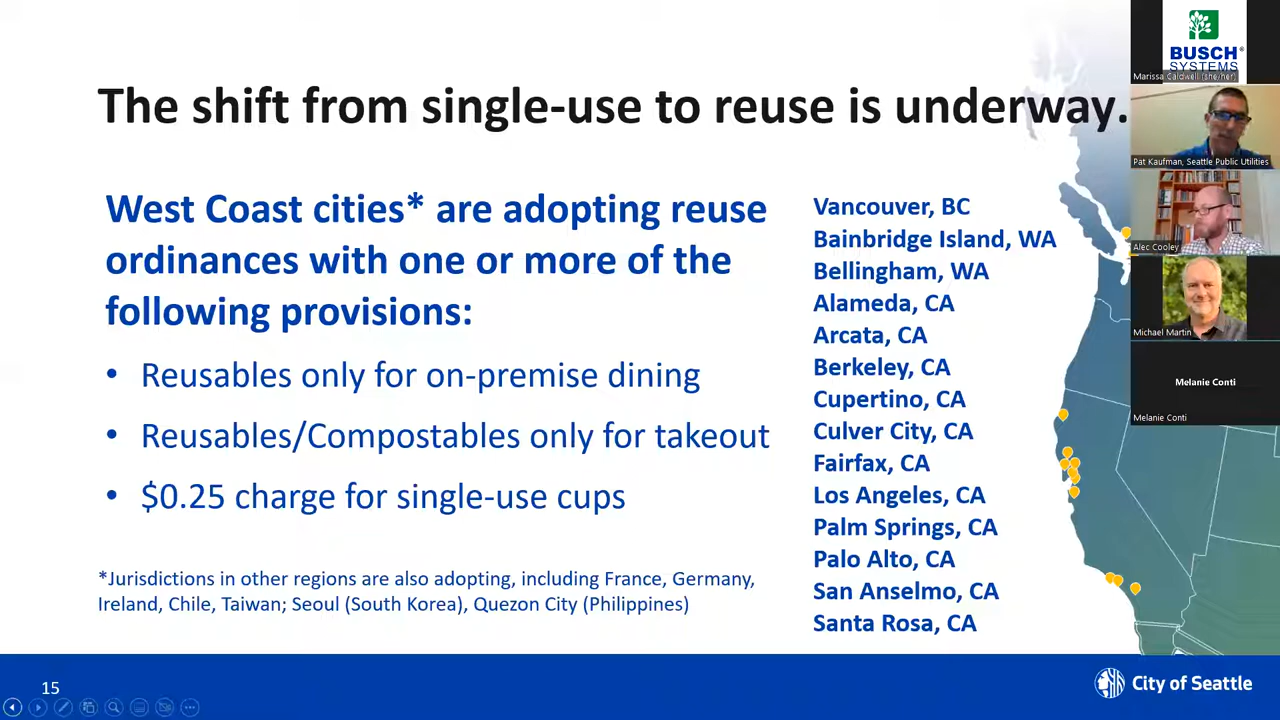 The shift from single-use to reuse is underway.
West Coast cities* are adopting reuse
ordinances with one or more of the
following provisions:
• Reusables only for on-premise dining
• Reusables/Compostables only for takeout
• $0.25 charge for single-use cups
*Jurisdictions in other regions are also adopting, including France, Germany,
Ireland, Chile, Taiwan; Seoul (South Korea), Quezon City (Philippines)
Vancouver, BC
Bainbridge Island, WA
Bellingham, WA
Alameda, CA
Arcata, CA
Berkeley, CA
Cupertino, CA
Culver City, CA
Fairfax, CA
Los Angeles, CA
Palm Springs, CA
Palo Alto, CA
San Anselmo, CA
Santa Rosa, CA
BUSCH®
SYSTEMS
Marissa Caldwell (she/her)
Pat Kaufman, Seattle Public Utilities
Alec Cooley
Michael Martin
Melanie Conti
Melanie Conti
15
City of Seattle